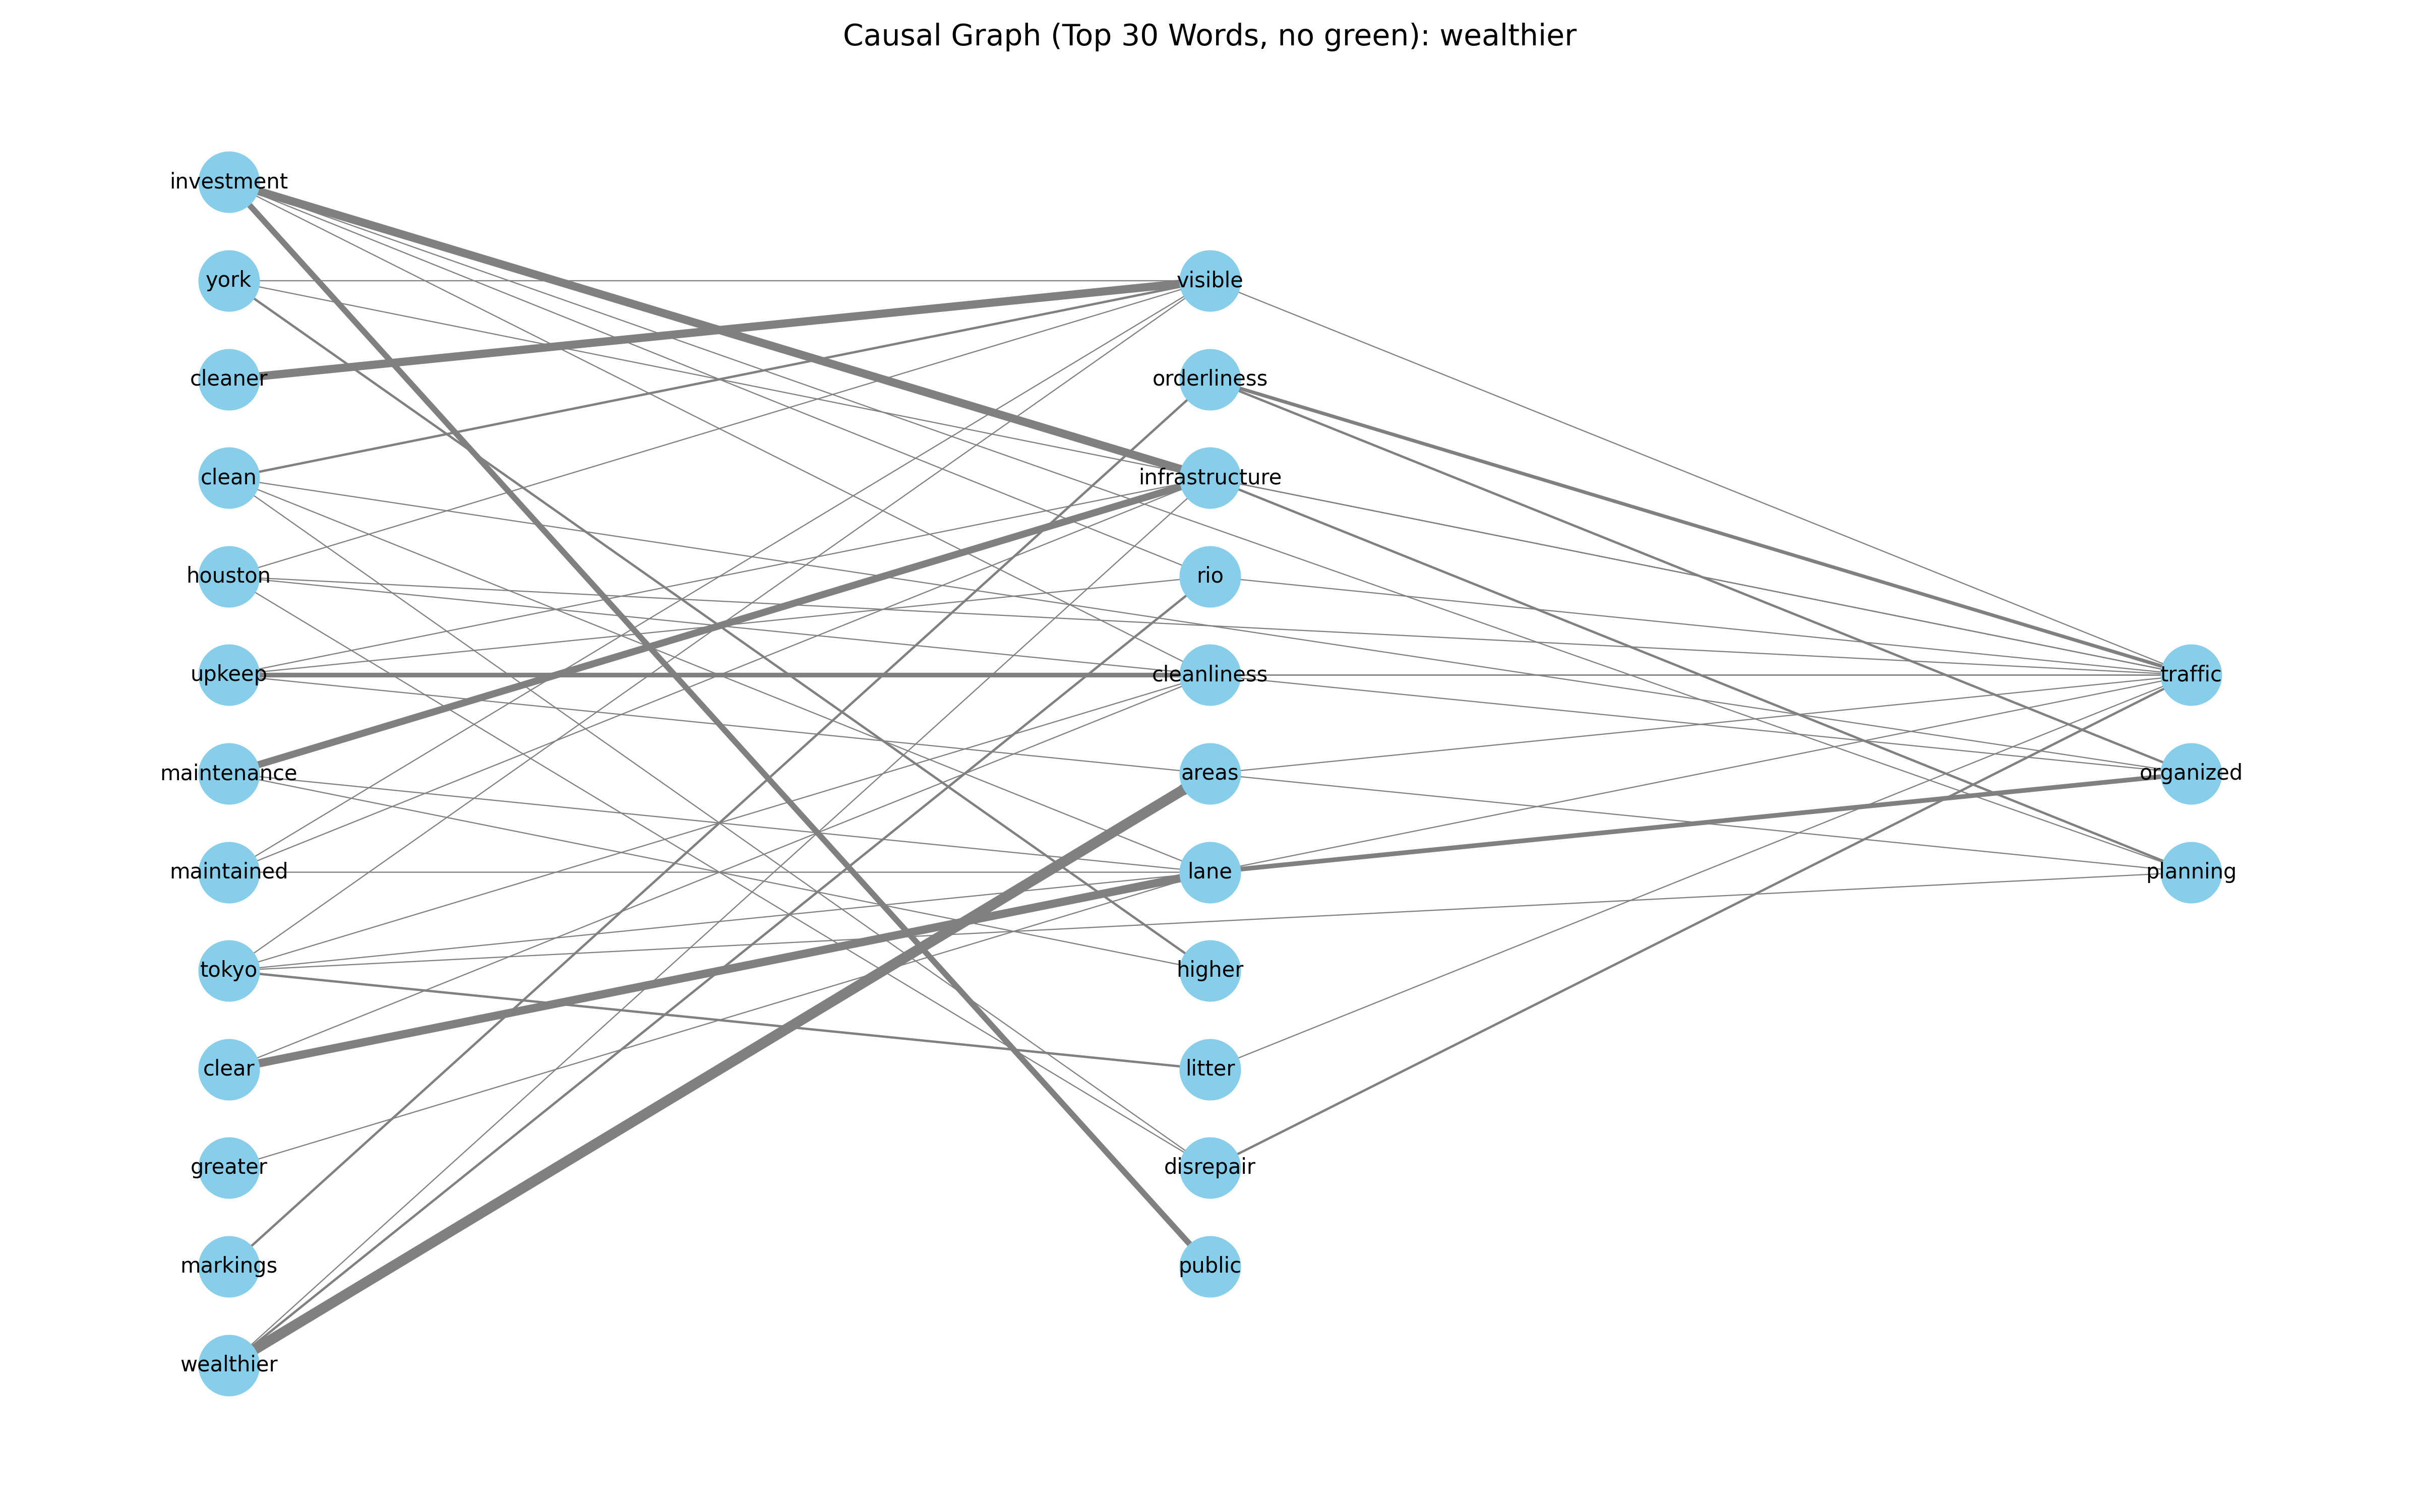 Causal Graph (Top 30 Words, no green): wealthier
investment
york
cleaner
clean
houston
upkeep
maintenance
maintained
tokyo
clear
greater
markings
wealthier
visible
orderliness
infrastructure
rio
cleanliness
areas
lane
higher
litter
disrepair
public
traffic
organized
planning